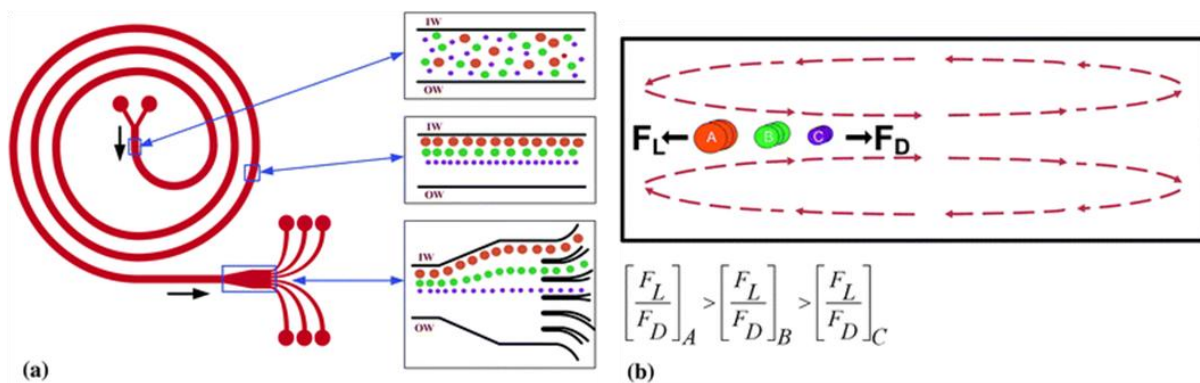 IW
OW
IW
OW
IW
OW
(a)
F_L A B C F_D
[F_L/F_D]_A > [F_L/F_D]_B > [F_L/F_D]_C
(b)